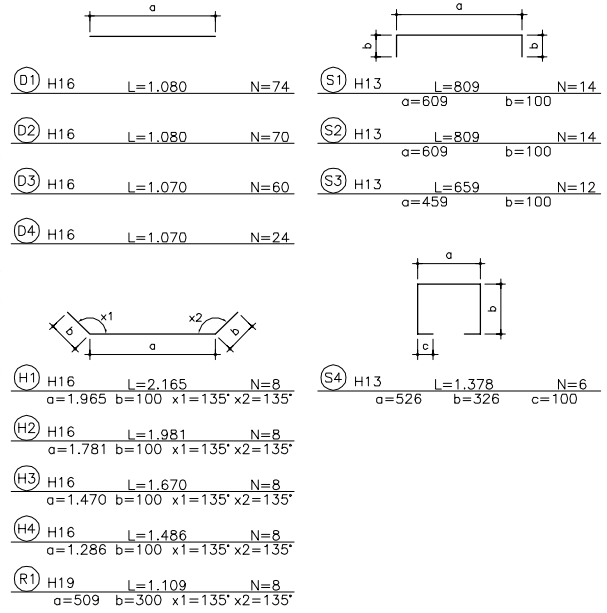 a
D1 H16 L=1.080 N=74
D2 H16 L=1.080 N=70
D3 H16 L=1.070 N=60
D4 H16 L=1.070 N=24
x1 x2
b b
a
H1 H16 L=2.165 N=8
a=1.965 b=100 x1=135° x2=135°
H2 H16 L=1.981 N=8
a=1.781 b=100 x1=135° x2=135°
H3 H16 L=1.670 N=8
a=1.470 b=100 x1=135° x2=135°
H4 H16 L=1.486 N=8
a=1.286 b=100 x1=135° x2=135°
R1 H19 L=1.109 N=8
a=509 b=300 x1=135° x2=135°
a
b b
S1 H13 L=809 N=14
a=609 b=100
S2 H13 L=809 N=14
a=609 b=100
S3 H13 L=659 N=12
a=459 b=100
a
b
c
S4 H13 L=1.378 N=6
a=526 b=326 c=100